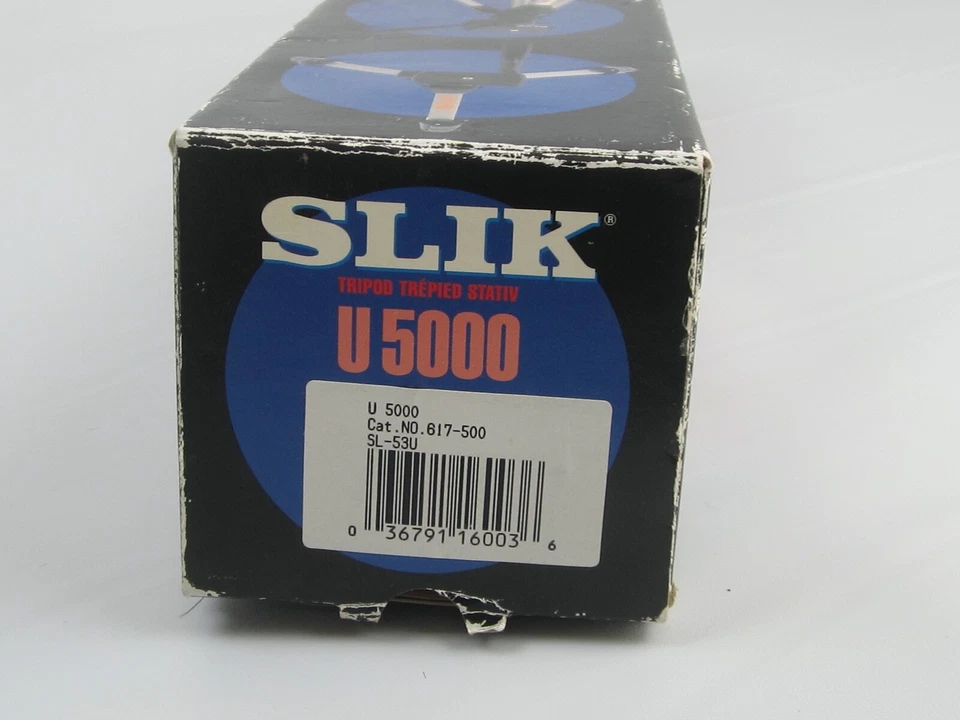 SLIK®
TRIPOD TRÉPIED STATIV
U 5000
U 5000
Cat.NO.617-500
SL-53U
0 36791 16003 6